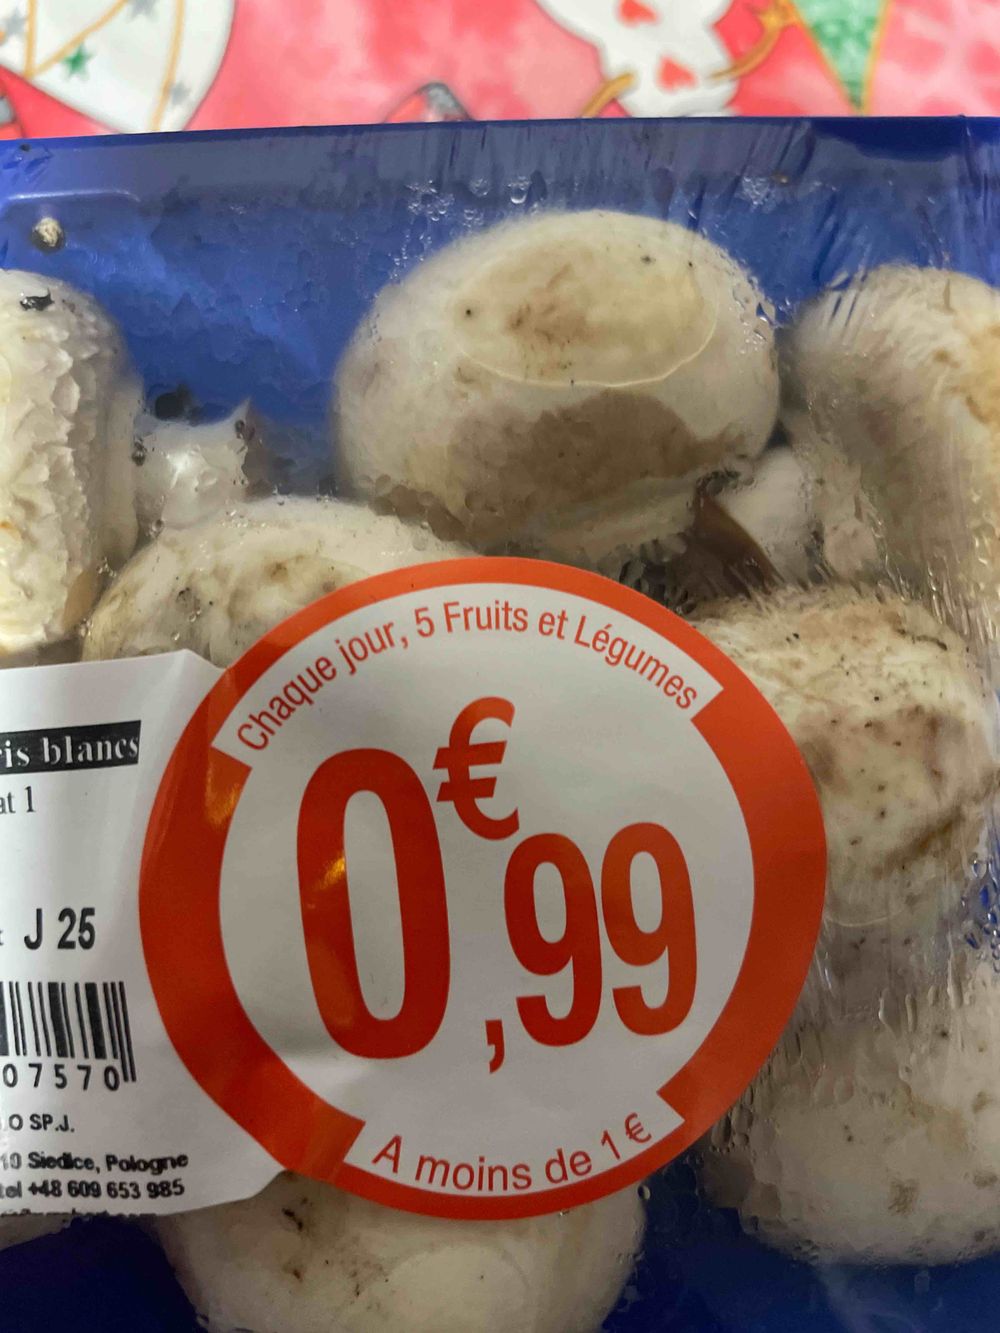 Chaque jour, 5 Fruits et Légumes
0€,99
A moins de 1 €
ris blancs
at 1
J 25
07570
O SP.J.
10 Siedlce, Pologne
tel +48 609 653 985